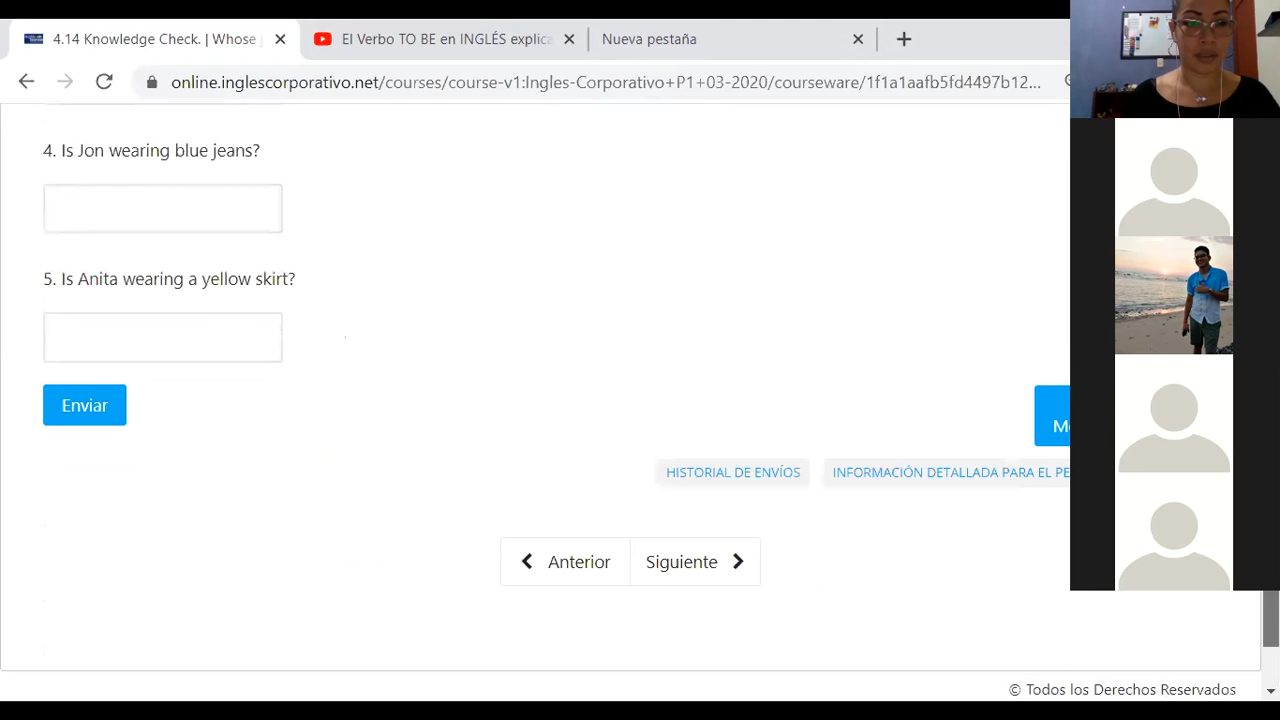 4.14 Knowledge Check. | Whose j
El Verbo TO BE en INGLÉS explica
Nueva pestaña
online.inglescorporativo.net/courses/course-v1:Ingles-Corporativo+P1+03-2020/courseware/1f1a1aafb5fd4497b12...
4. Is Jon wearing blue jeans?
5. Is Anita wearing a yellow skirt?
Enviar
M
HISTORIAL DE ENVÍOS
INFORMACIÓN DETALLADA PARA EL PE
Anterior
Siguiente
© Todos los Derechos Reservados